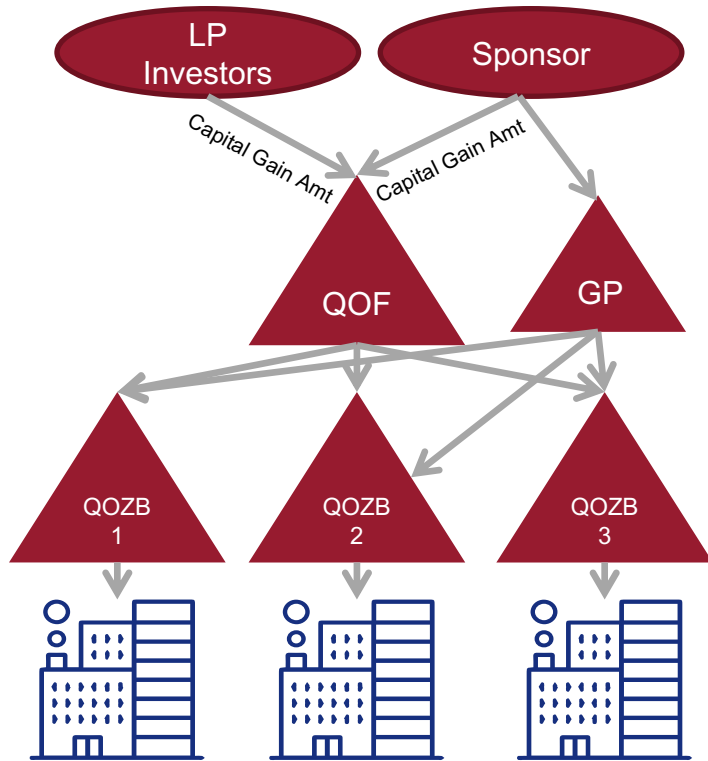 LP
Investors
Sponsor
Capital Gain Amt
Capital Gain Amt
QOF
GP
QOZB
1
QOZB
2
QOZB
3